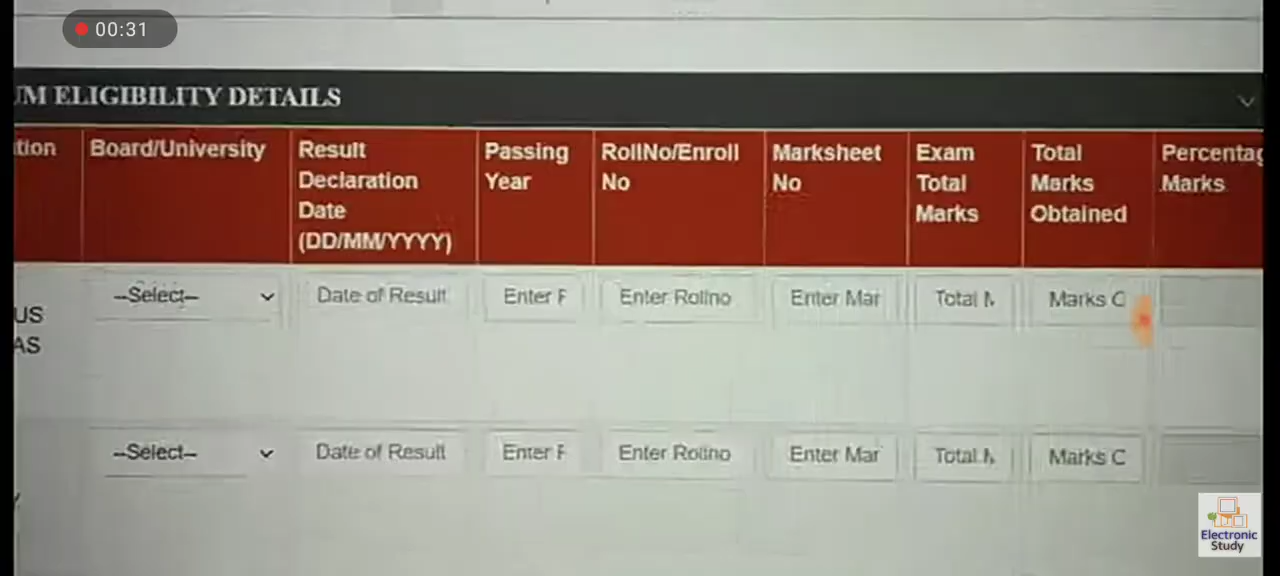 00:31
UM ELIGIBILITY DETAILS
tion Board/University Result Declaration Date (DD/MM/YYYY) Passing Year RollNo/Enroll No Marksheet No Exam Total Marks Total Marks Obtained Percentag Marks
US
AS
--Select-- Date of Result Enter Enter Rollno Enter Mar Total Marks
--Select-- Date of Result Enter Enter Rollno Enter Mar Total Marks
Electronic
Study